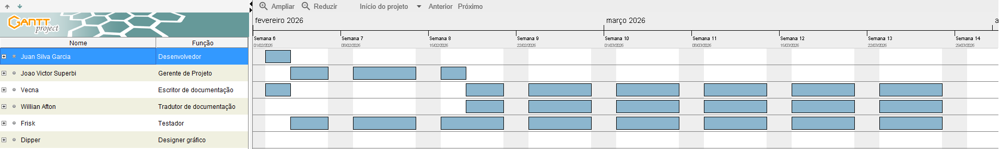 Ampliar Reduzir Início do projeto Anterior Próximo
GANTT project
fevereiro 2026 março 2026 a
Semana 6 Semana 7 Semana 8 Semana 9 Semana 10 Semana 11 Semana 12 Semana 13 Semana 14
01/02/2026 08/02/2026 15/02/2026 22/02/2026 01/03/2026 08/03/2026 15/03/2026 22/03/2026 29/03/2026
Nome Função
Juan Silva Garcia Desenvolvedor
Joao Victor Superbi Gerente de Projeto
Vecna Escritor de documentação
Willian Afton Tradutor de documentação
Frisk Testador
Dipper Designer gráfico